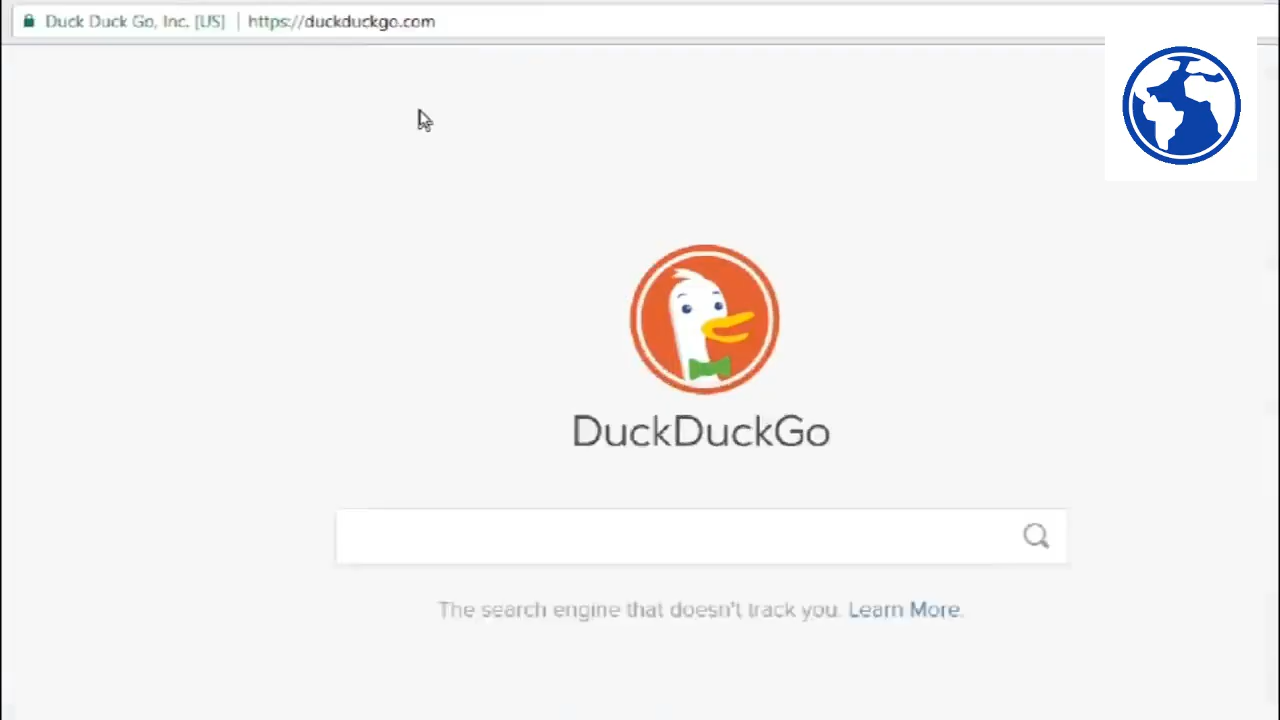 Duck Duck Go, Inc. [US] | https://duckduckgo.com
DuckDuckGo
The search engine that doesn't track you. Learn More.